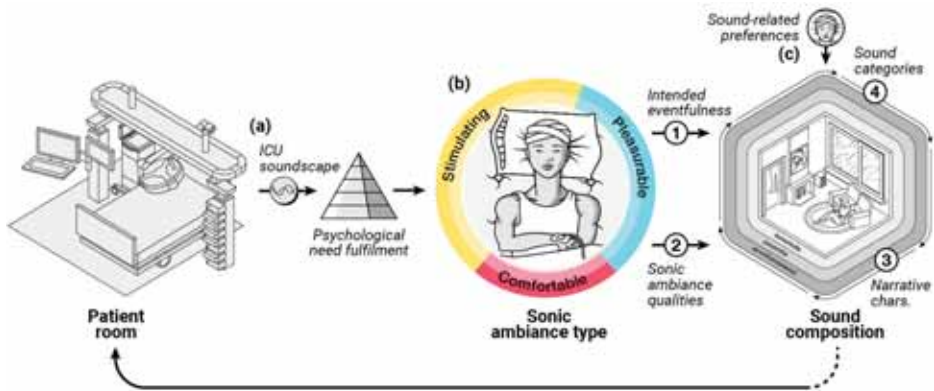 Sound-related
preferences
(c)
Sound
categories
4
(a)
ICU
soundscape
Psychological
need fulfilment
(b)
Stimulating
Pleasurable
Comfortable
Intended
eventfulness
1
2
Sonic
ambiance
qualities
3
Narrative
chars.
Patient
room
Sonic
ambiance type
Sound
composition